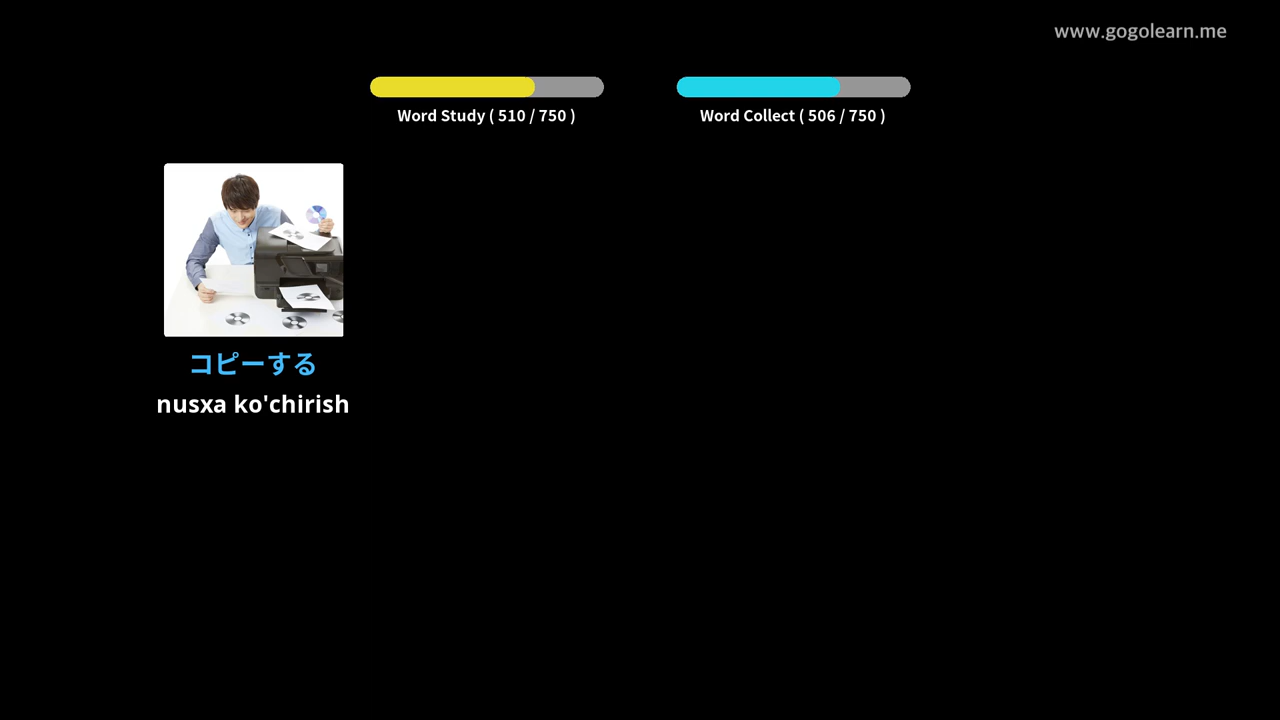 www.gogolearn.me
Word Study ( 510 / 750 )
Word Collect ( 506 / 750 )
コピーする
nusxa ko'chirish